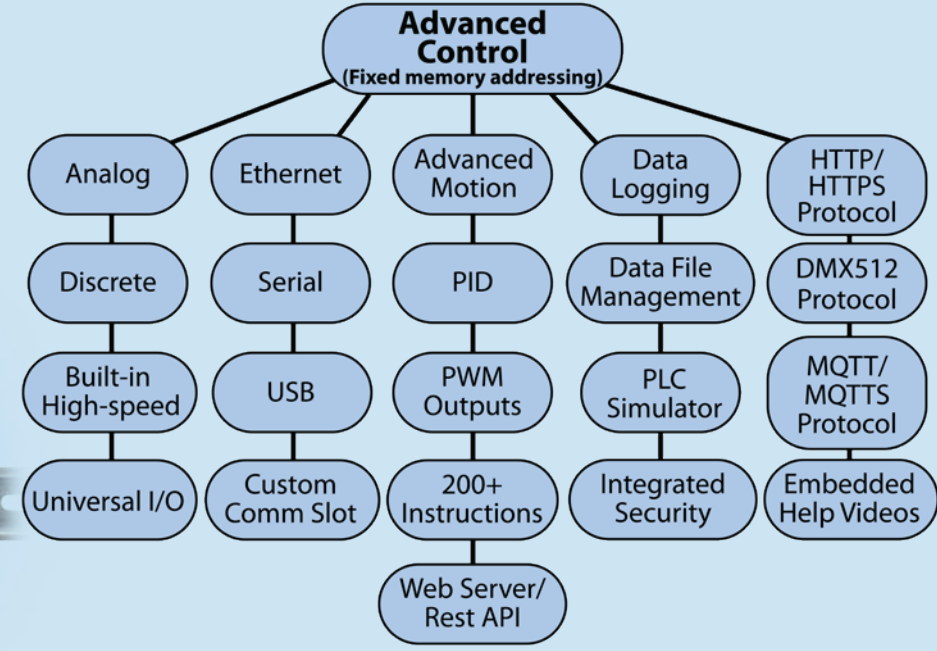 Advanced
Control
(Fixed memory addressing)
Analog
Discrete
Built-in
High-speed
Universal I/O
Ethernet
Serial
USB
Custom
Comm Slot
Advanced
Motion
PID
PWM
Outputs
200+
Instructions
Web Server/
Rest API
Data
Logging
Data File
Management
PLC
Simulator
Integrated
Security
HTTP/
HTTPS
Protocol
DMX512
Protocol
MQTT/
MQTTS
Protocol
Embedded
Help Videos